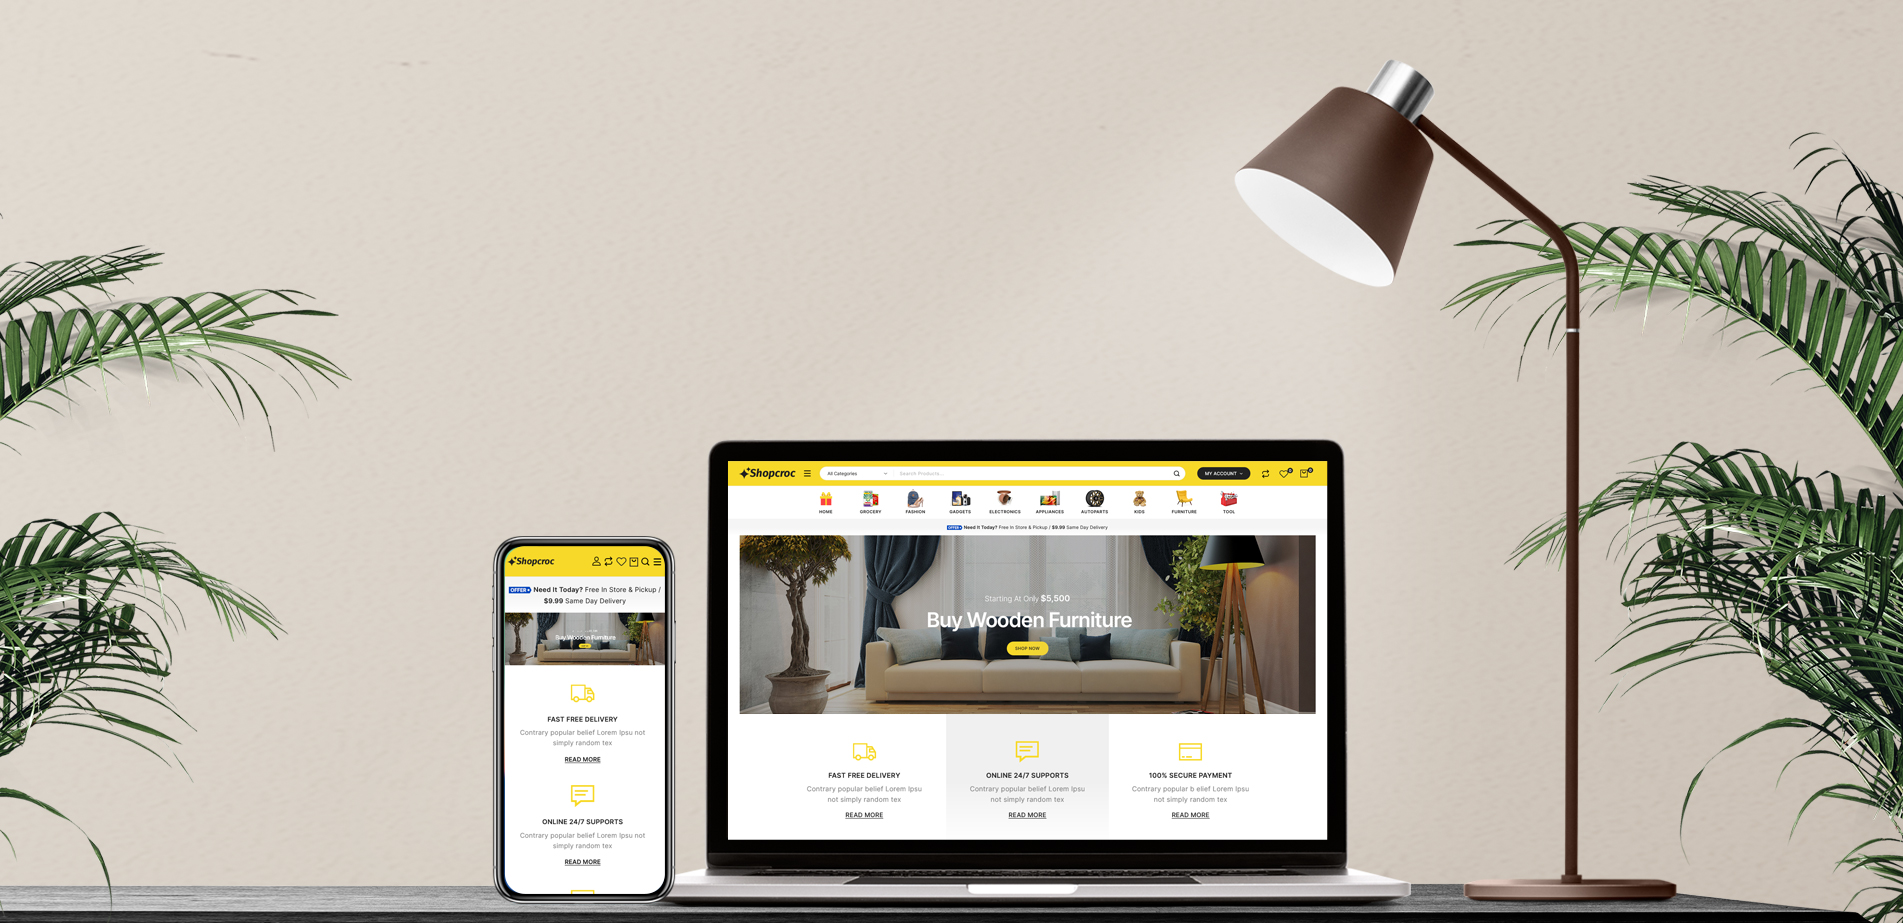 Shopcroc
All Categories
Search Products...
MY ACCOUNT
0
0
HOME
GROCERY
FASHION
GADGETS
ELECTRONICS
APPLIANCES
AUTOPARTS
KIDS
FURNITURE
TOOL
OFFER Need It Today? Free In Store & Pickup / $9.99 Same Day Delivery
Starting At Only $5,500
Buy Wooden Furniture
SHOP NOW
FAST FREE DELIVERY
Contrary popular belief Lorem Ipsu
not simply random tex
READ MORE
ONLINE 24/7 SUPPORTS
Contrary popular belief Lorem Ipsu
not simply random tex
READ MORE
100% SECURE PAYMENT
Contrary popular b elief Lorem Ipsu
not simply random tex
READ MORE
Shopcroc
OFFER Need It Today? Free In Store & Pickup /
$9.99 Same Day Delivery
Buy Wooden Furniture
FAST FREE DELIVERY
Contrary popular belief Lorem Ipsu not
simply random tex
READ MORE
ONLINE 24/7 SUPPORTS
Contrary popular belief Lorem Ipsu not
simply random tex
READ MORE